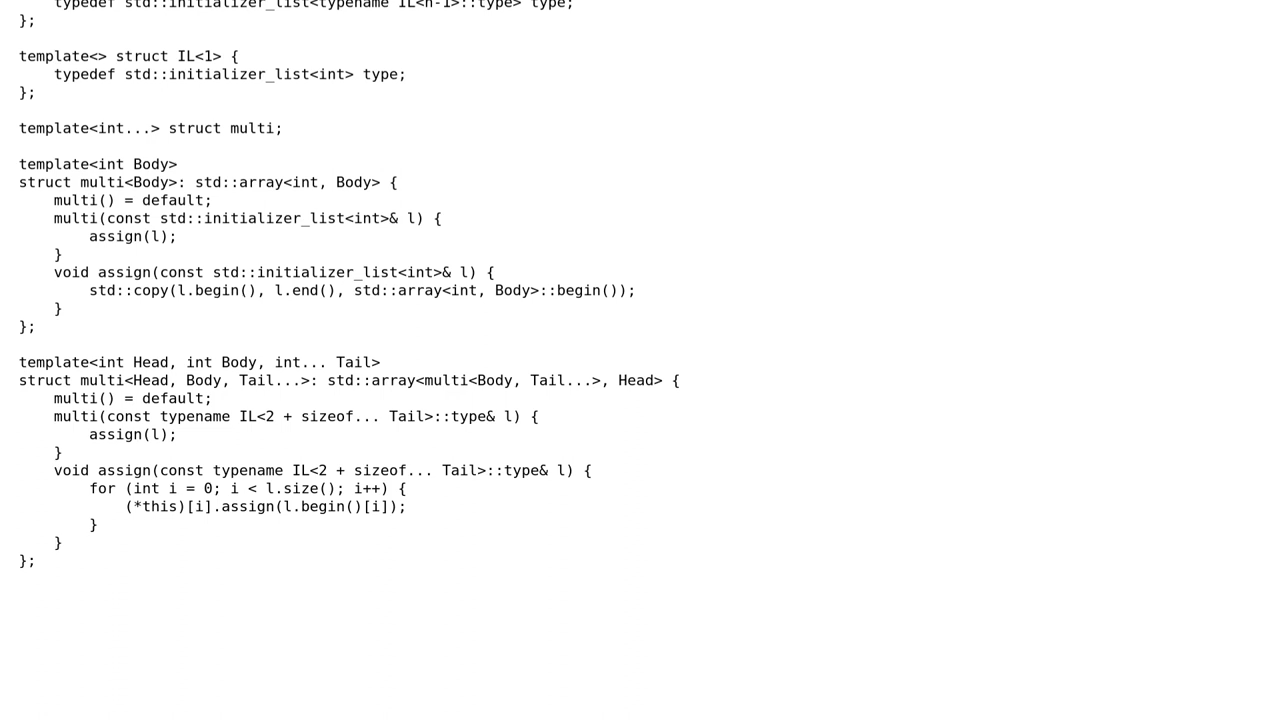 typedef std::initializer_list<typename IL<n-1>::type> type;
};

template<> struct IL<1> {
    typedef std::initializer_list<int> type;
};

template<int...> struct multi;

template<int Body>
struct multi<Body>: std::array<int, Body> {
    multi() = default;
    multi(const std::initializer_list<int>& l) {
        assign(l);
    }
    void assign(const std::initializer_list<int>& l) {
        std::copy(l.begin(), l.end(), std::array<int, Body>::begin());
    }
};

template<int Head, int Body, int... Tail>
struct multi<Head, Body, Tail...>: std::array<multi<Body, Tail...>, Head> {
    multi() = default;
    multi(const typename IL<2 + sizeof... Tail>::type& l) {
        assign(l);
    }
    void assign(const typename IL<2 + sizeof... Tail>::type& l) {
        for (int i = 0; i < l.size(); i++) {
            (*this)[i].assign(l.begin()[i]);
        }
    }
};